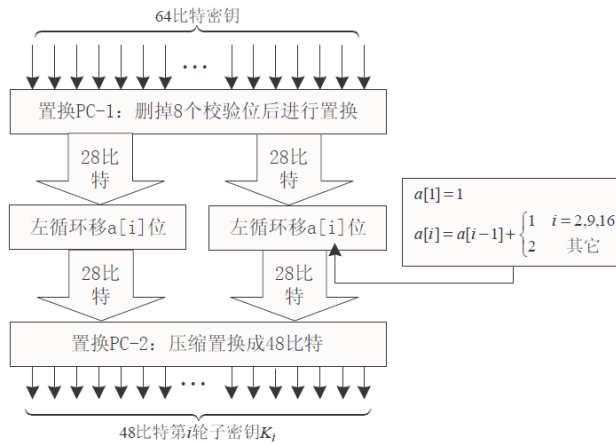 64比特密钥
···
置换PC-1：删掉8个校验位后进行置换
28比
特
28比
特
左循环移a[i]位
左循环移a[i]位
a[1]=1
a[i]=a[i−1]+{1 i=2,9,16
2 其它
28比
特
28比
特
置换PC-2：压缩置换成48比特
···
48比特第i轮子密钥Ki